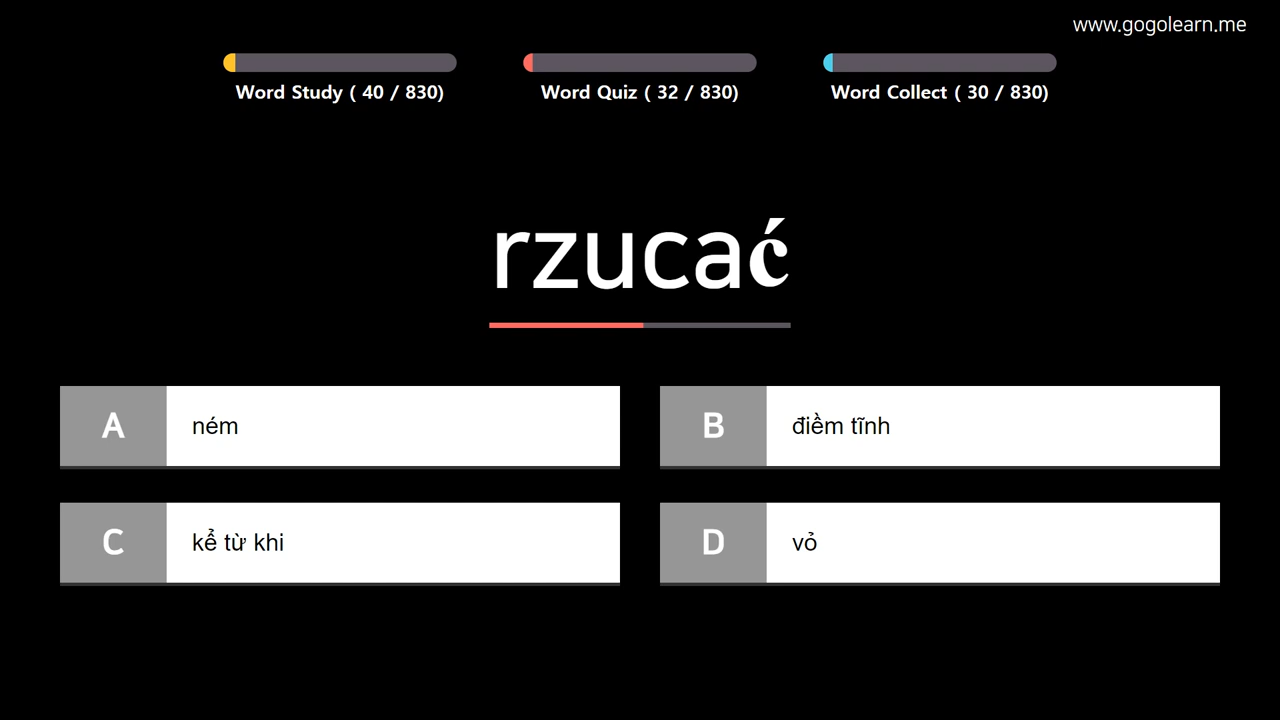 www.gogolearn.me
Word Study ( 40 / 830)
Word Quiz ( 32 / 830)
Word Collect ( 30 / 830)
rzucać
A
ném
B
điềm tĩnh
C
kể từ khi
D
vỏ